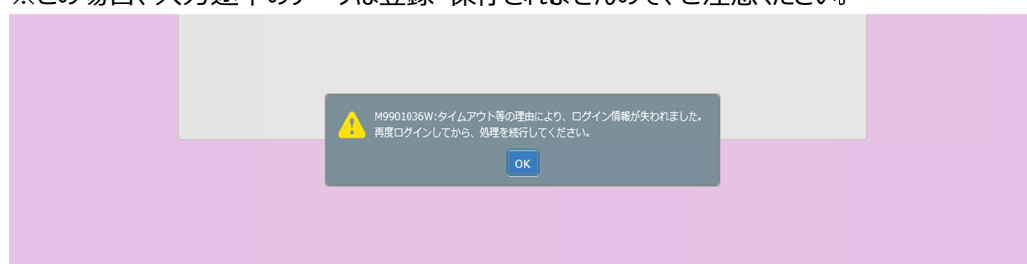 ※この場合、入力途中のデータは登録・保存されませんので、ご注意ください。
M9901036W:タイムアウト等の理由により、ログイン情報が失われました。
再度ログインしてから、処理を続行してください。
OK